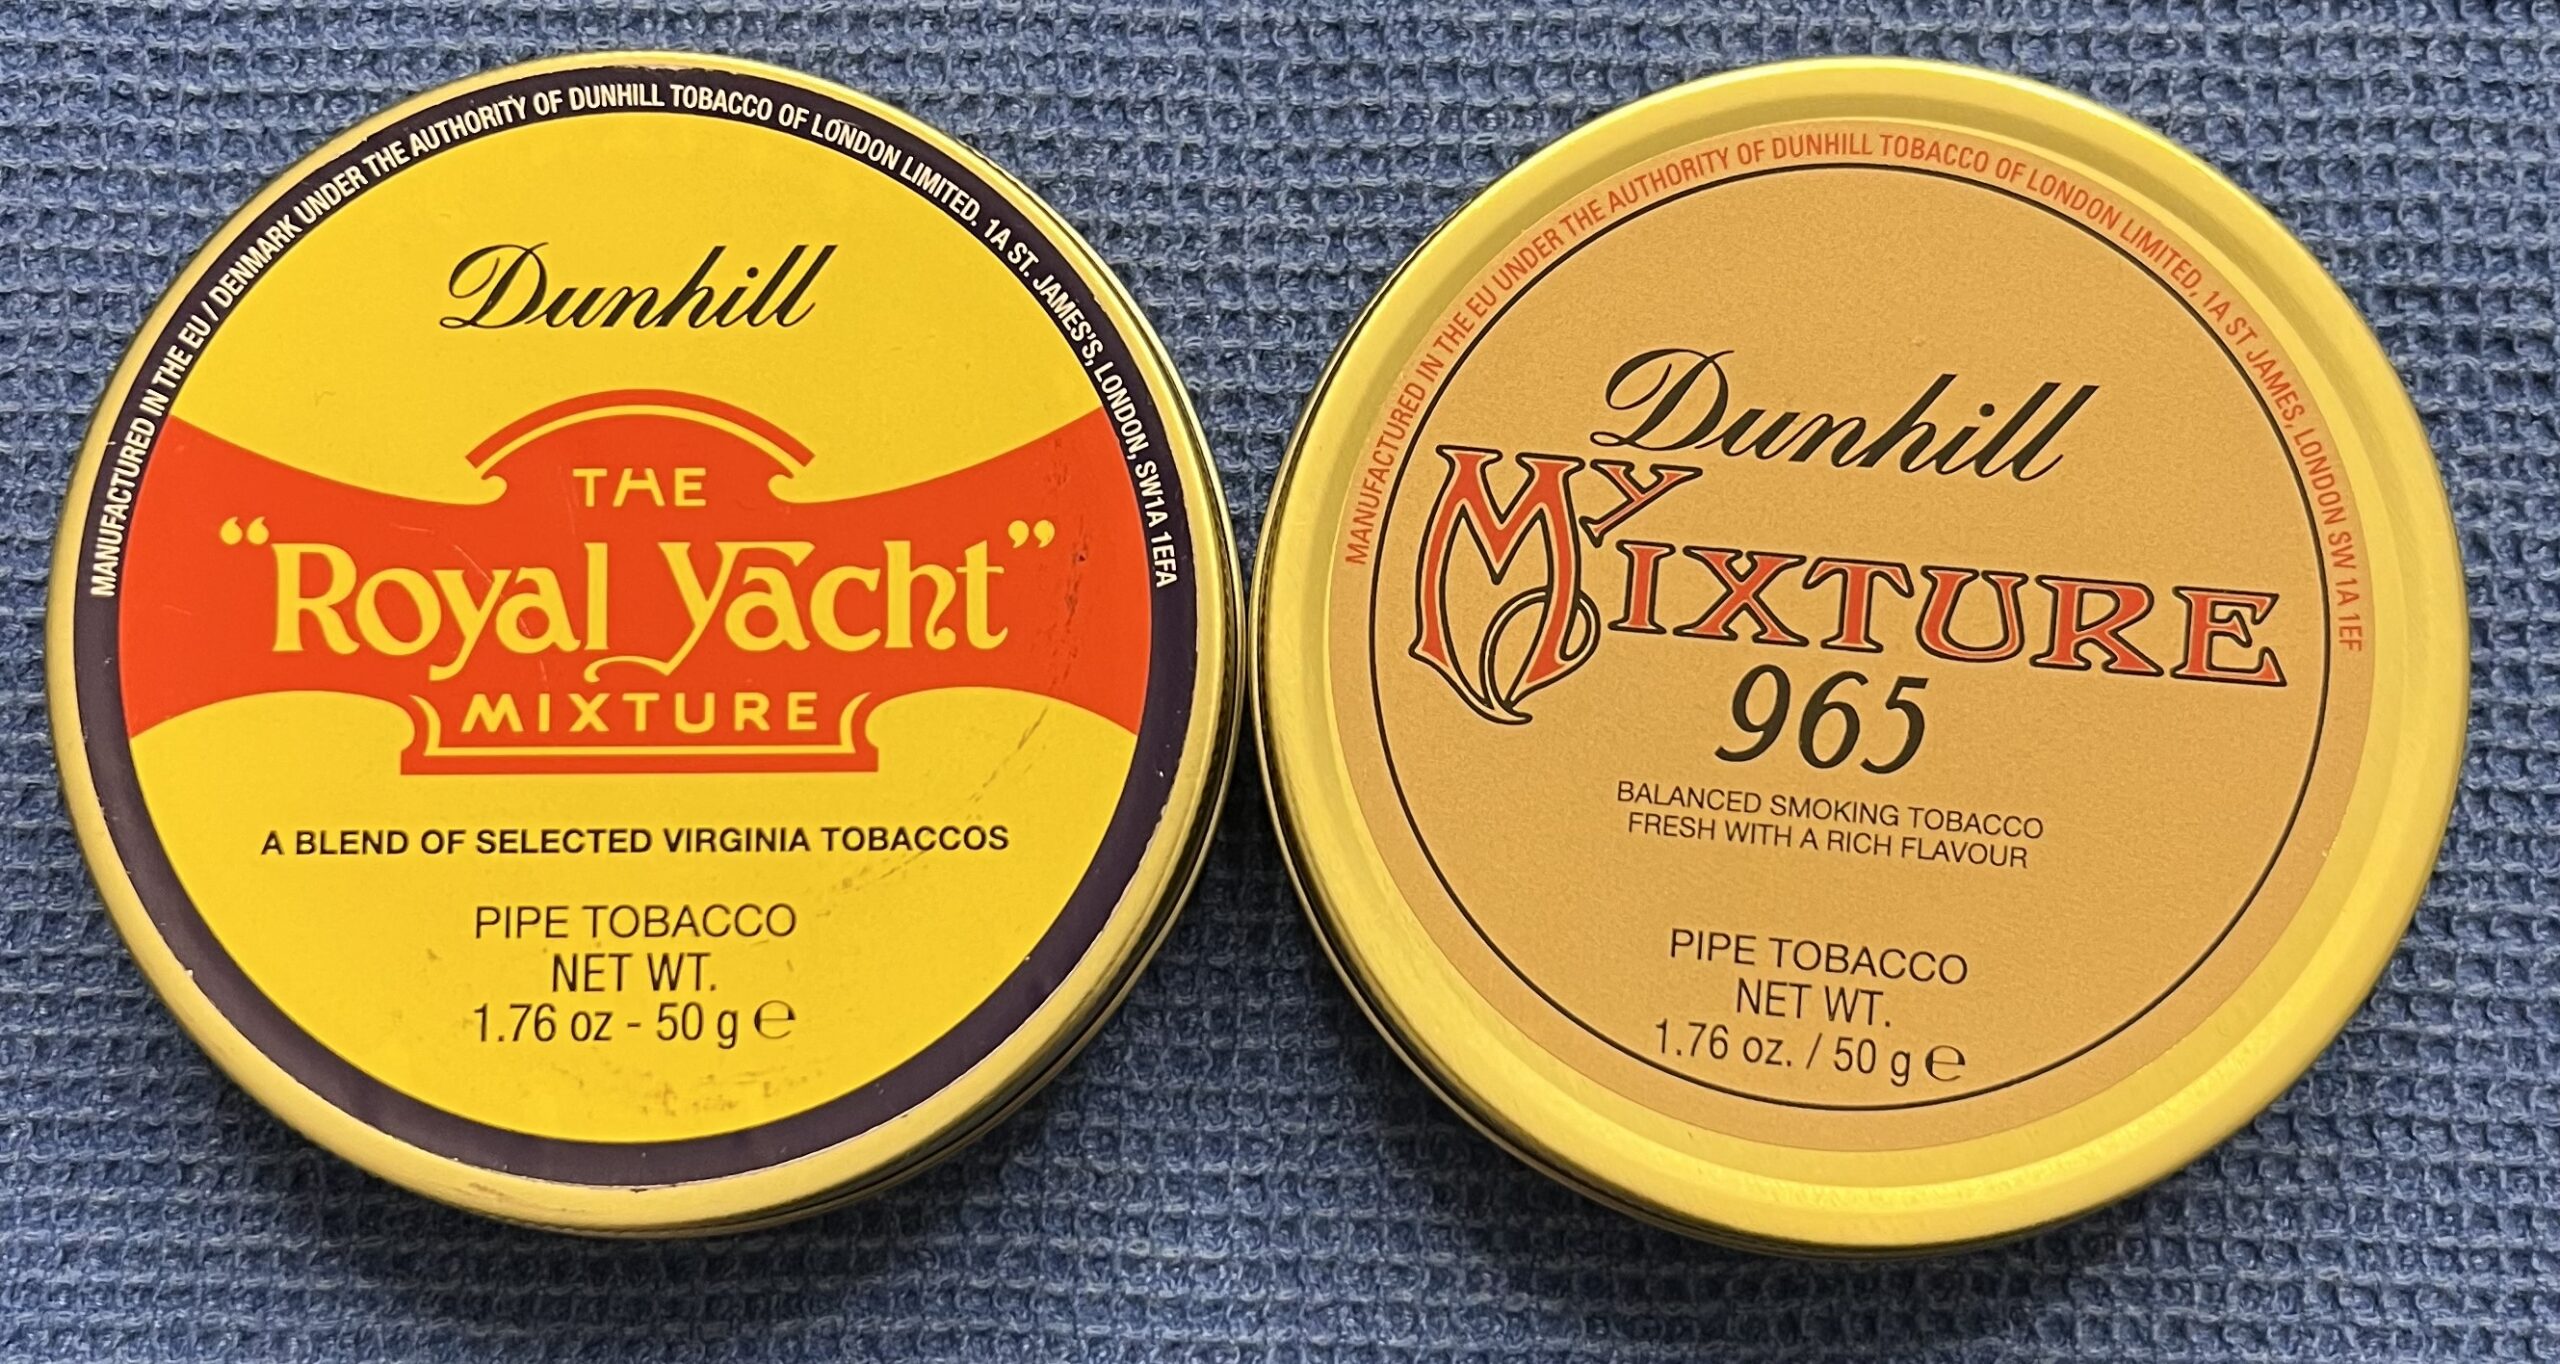 MANUFACTURED IN THE EU / DENMARK UNDER THE AUTHORITY OF DUNHILL TOBACCO OF LONDON LIMITED. 1A ST. JAMES'S, LONDON, SW1A 1EFA
Dunhill
THE
“Royal Yacht”
MIXTURE
A BLEND OF SELECTED VIRGINIA TOBACCOS
PIPE TOBACCO
NET WT.
1.76 oz - 50 g ℮
MANUFACTURED IN THE EU UNDER THE AUTHORITY OF DUNHILL TOBACCO OF LONDON LIMITED, 1A ST JAMES, LONDON SW 1A 1EF
Dunhill
MY
MIXTURE
965
BALANCED SMOKING TOBACCO
FRESH WITH A RICH FLAVOUR
PIPE TOBACCO
NET WT.
1.76 oz. / 50 g ℮